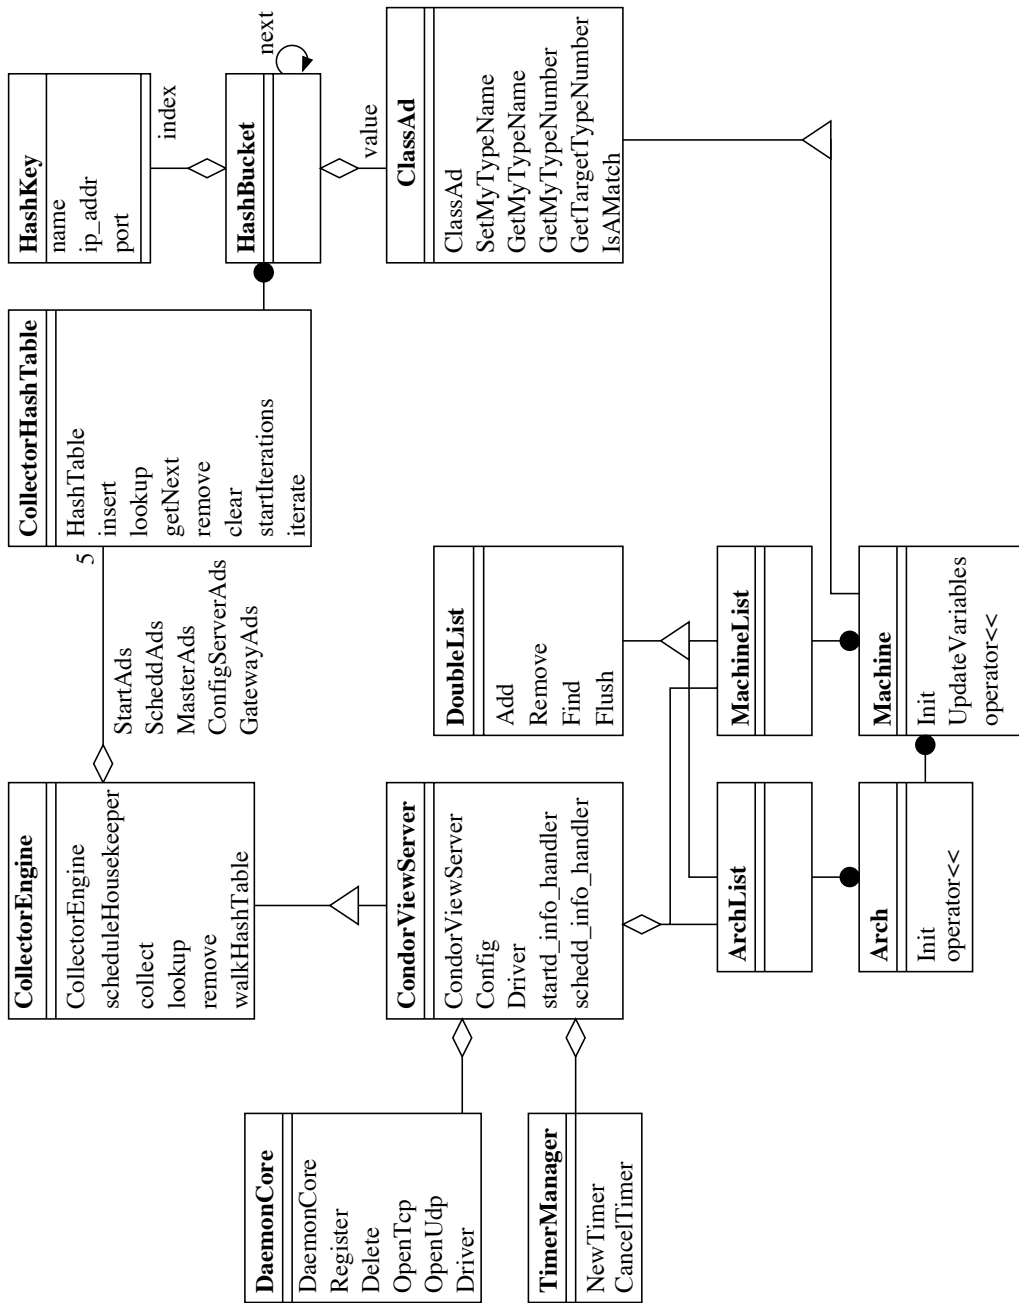 DaemonCore
DaemonCore
Register
Delete
OpenTcp
OpenUdp
Driver
TimerManager
NewTimer
CancelTimer
CollectorEngine
CollectorEngine
scheduleHousekeeper
collect
lookup
remove
walkHashTable
CondorViewServer
CondorViewServer
Config
Driver
startd_info_handler
schedd_info_handler
StartAds
ScheddAds
MasterAds
ConfigServerAds
GatewayAds
5
CollectorHashTable
HashTable
insert
lookup
getNext
remove
clear
startIterations
iterate
HashKey
name
ip_addr
port
index
HashBucket
next
value
ClassAd
ClassAd
SetMyTypeName
GetMyTypeName
GetMyTypeNumber
GetTargetTypeNumber
IsAMatch
DoubleList
Add
Remove
Find
Flush
ArchList
MachineList
Arch
Init
operator<<
Machine
Init
UpdateVariables
operator<<